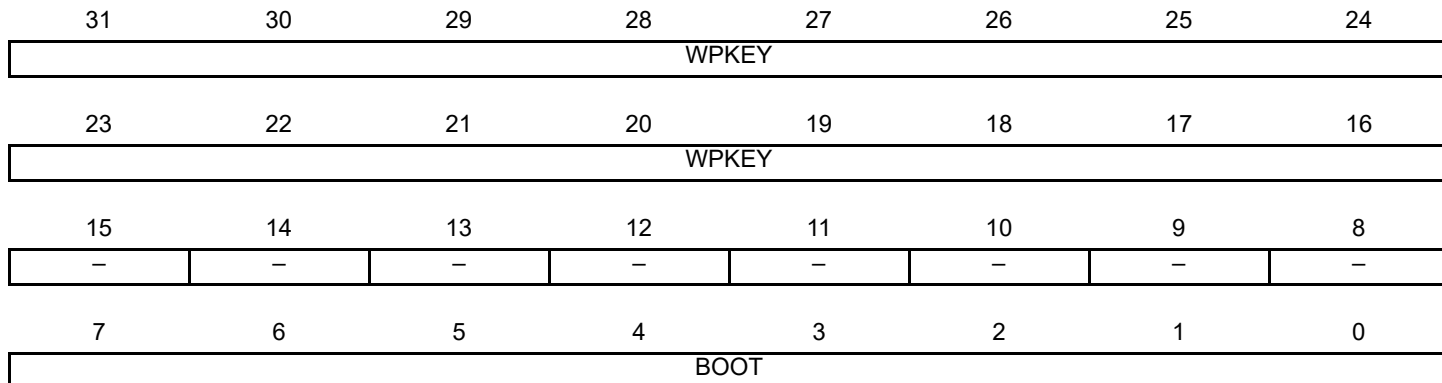 31 30 29 28 27 26 25 24
WPKEY
23 22 21 20 19 18 17 16
WPKEY
15 14 13 12 11 10 9 8
– – – – – – – –
7 6 5 4 3 2 1 0
BOOT